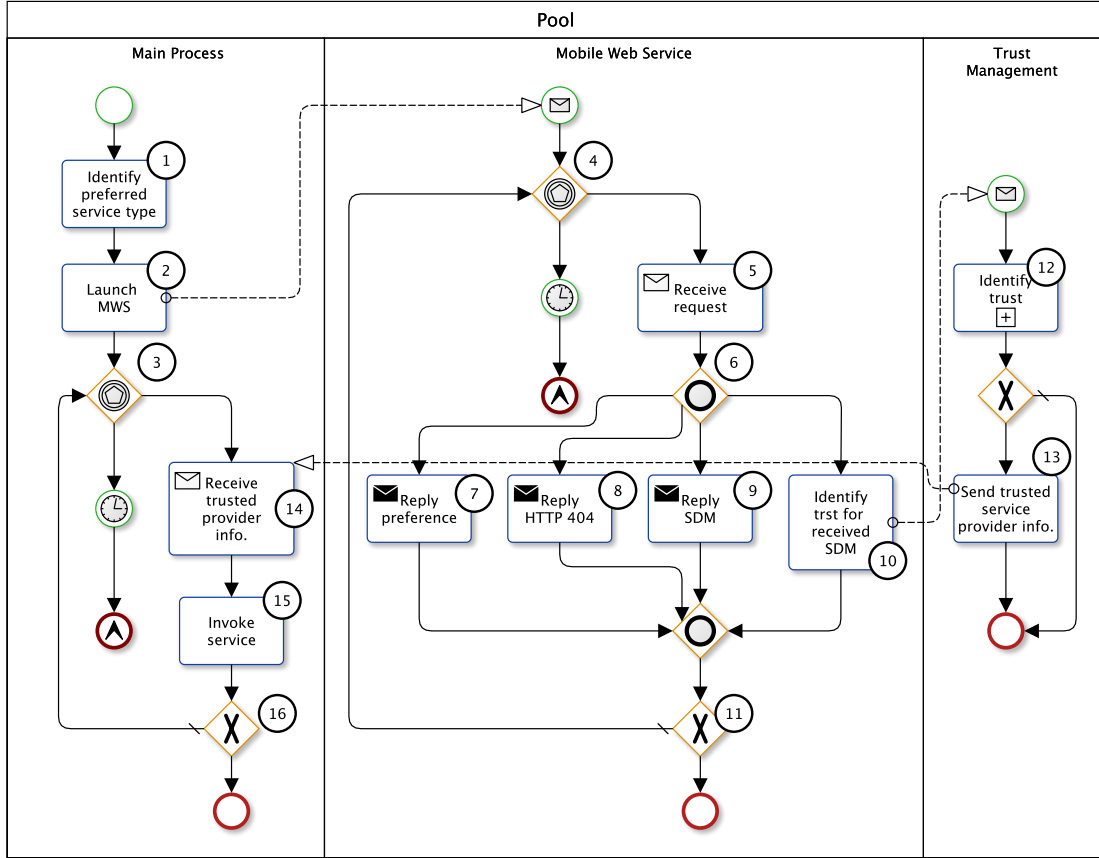 Pool
Main Process
Mobile Web Service
Trust
Management
1
Identify
preferred
service type
2
Launch
MWS
3
14
Receive
trusted
provider
info.
15
Invoke
service
16
4
5
Receive
request
6
7
Reply
preference
8
Reply
HTTP 404
9
Reply
SDM
Identify
trst for
received
SDM
10
11
12
Identify
trust
+
13
Send trusted
service
provider info.